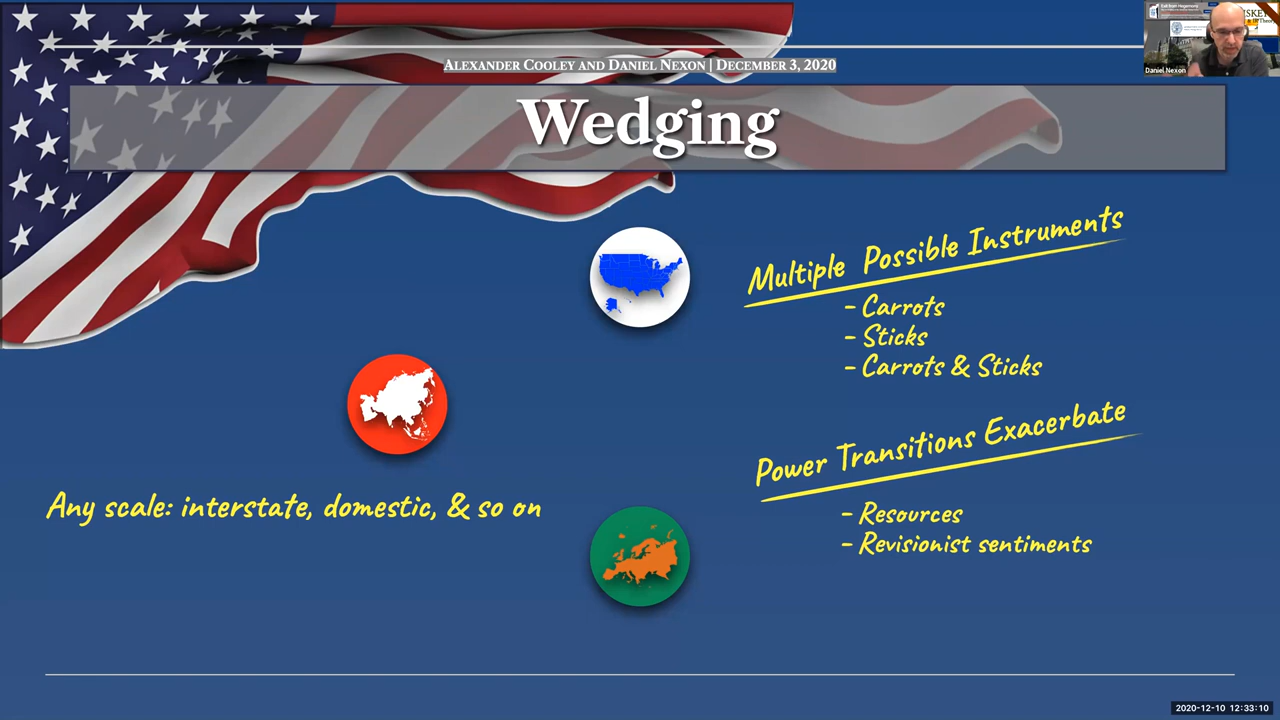 ALEXANDER COOLEY AND DANIEL NEXON | DECEMBER 3, 2020
Wedging
Multiple Possible Instruments
- Carrots
- Sticks
- Carrots & Sticks
Power Transitions Exacerbate
- Resources
- Revisionist sentiments
Any scale: interstate, domestic, & so on
Daniel Nexon
2020-12-10 12:33:10